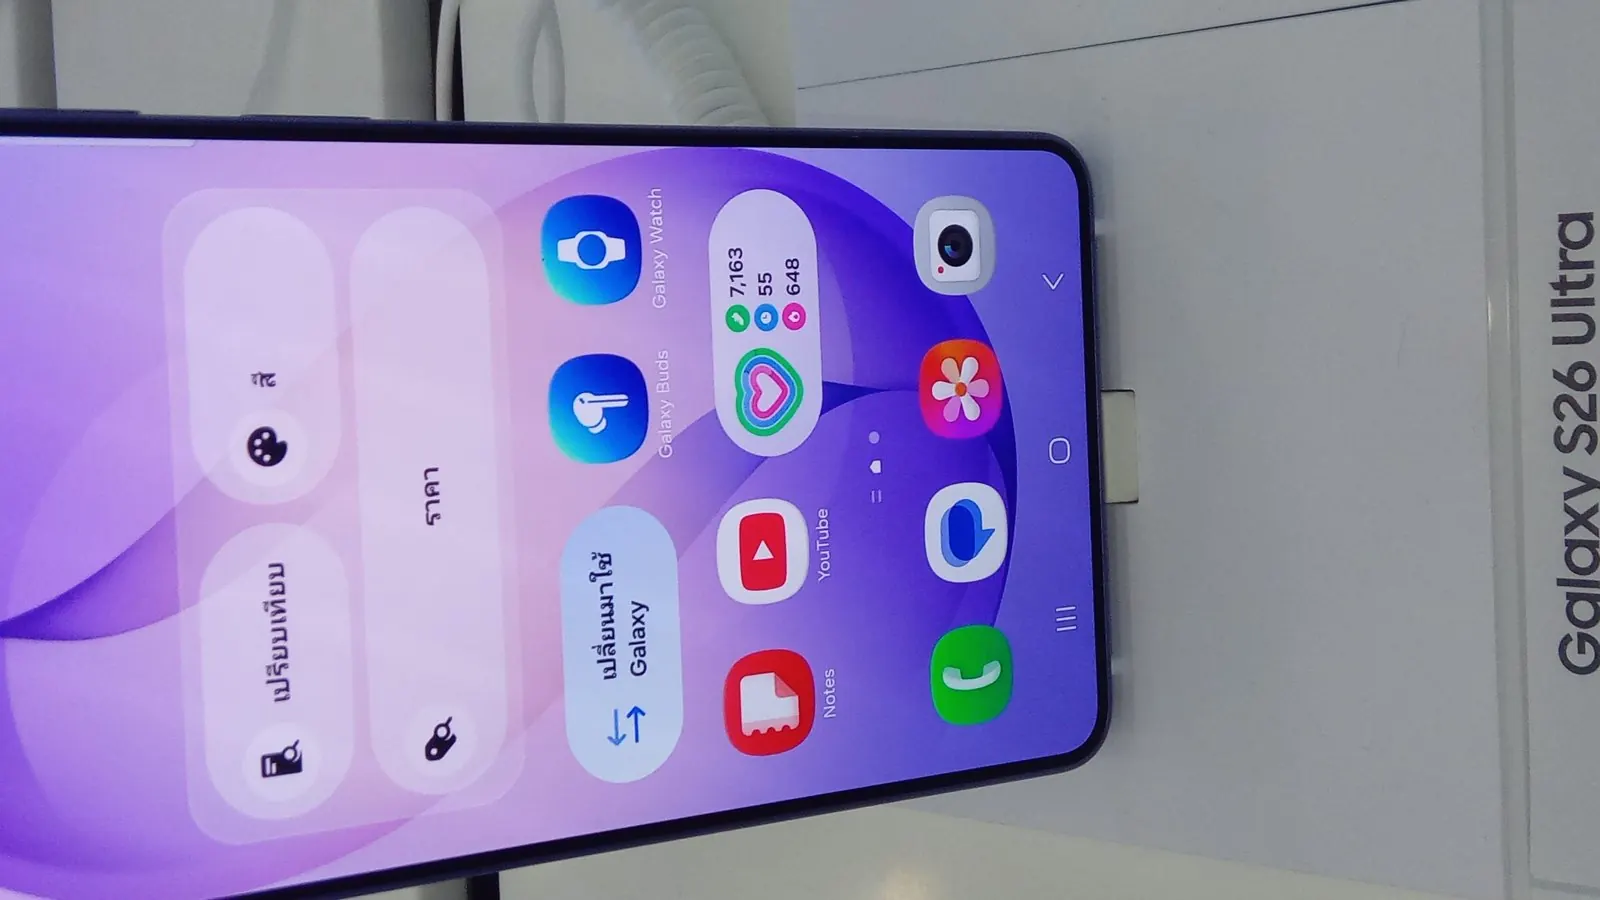 เปรียบเทียบ
สี
ราคา
เปลี่ยนมาใช้
Galaxy
Galaxy Buds
Galaxy Watch
Notes
YouTube
7,163
55
648
Galaxy S26 Ultra